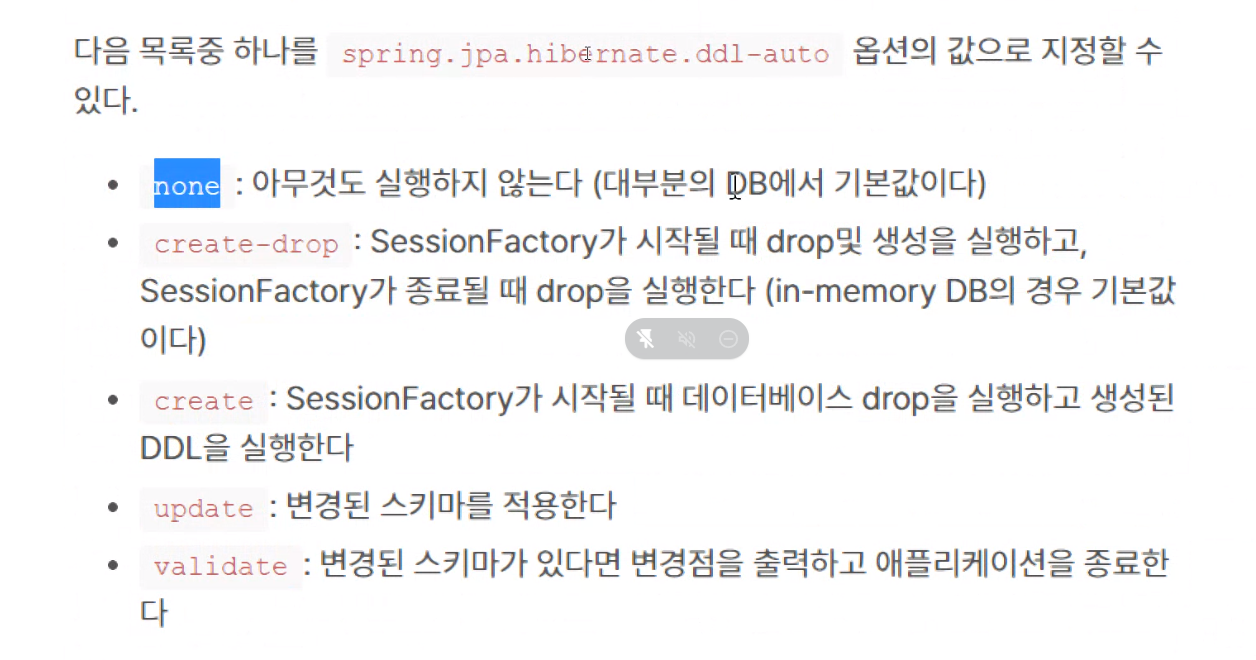 다음 목록중 하나를 spring.jpa.hibernate.ddl-auto 옵션의 값으로 지정할 수
있다.
• none : 아무것도 실행하지 않는다 (대부분의 DB에서 기본값이다)
• create-drop : SessionFactory가 시작될 때 drop및 생성을 실행하고,
SessionFactory가 종료될 때 drop을 실행한다 (in-memory DB의 경우 기본값
이다)
• create : SessionFactory가 시작될 때 데이터베이스 drop을 실행하고 생성된
DDL을 실행한다
• update : 변경된 스키마를 적용한다
• validate : 변경된 스키마가 있다면 변경점을 출력하고 애플리케이션을 종료한
다